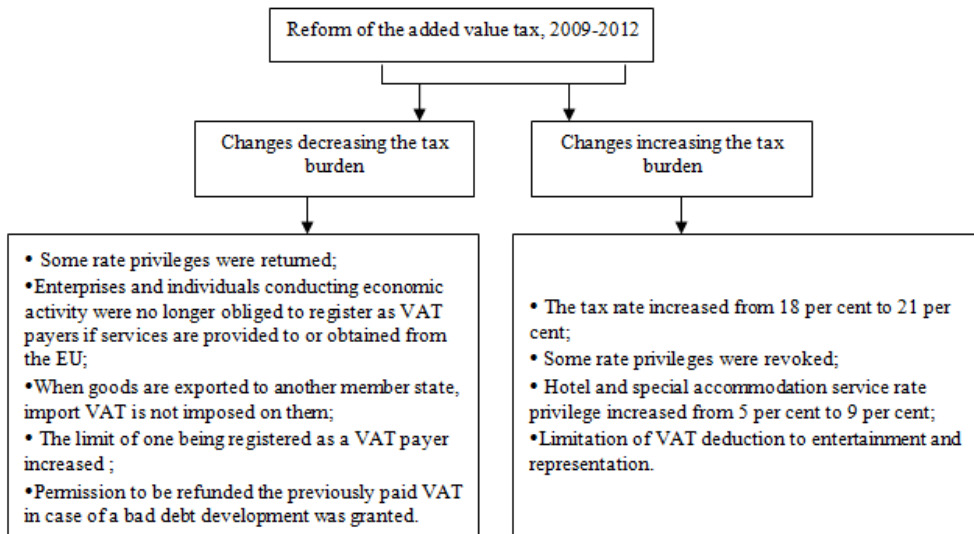 Reform of the added value tax, 2009-2012
Changes decreasing the tax
burden
Changes increasing the tax
burden
• Some rate privileges were returned;
•Enterprises and individuals conducting economic
activity were no longer obliged to register as VAT
payers if services are provided to or obtained from
the EU;
•When goods are exported to another member state,
import VAT is not imposed on them;
• The limit of one being registered as a VAT payer
increased ;
•Permission to be refunded the previously paid VAT
in case of a bad debt development was granted.
• The tax rate increased from 18 per cent to 21 per
cent;
• Some rate privileges were revoked;
• Hotel and special accommodation service rate
privilege increased from 5 per cent to 9 per cent;
•Limitation of VAT deduction to entertainment and
representation.